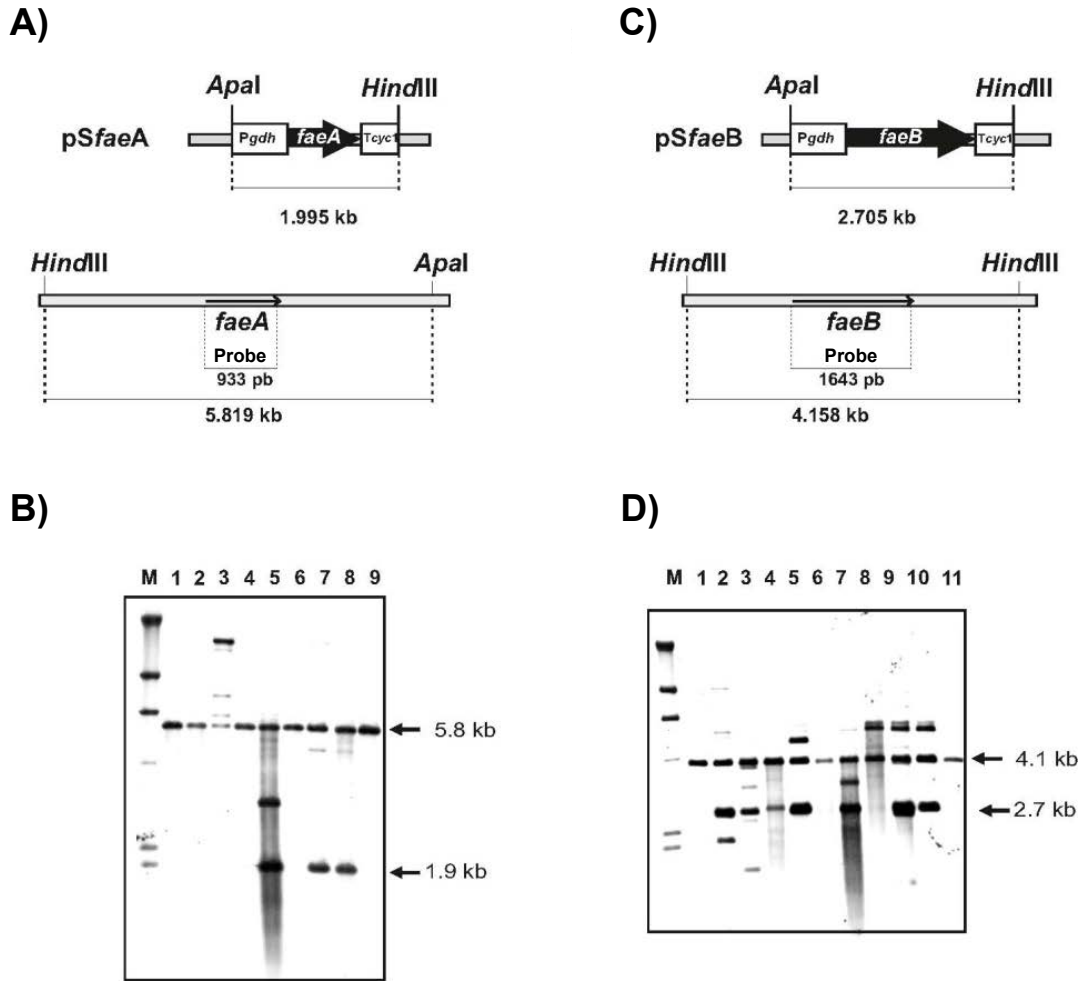 A)
ApaI HindIII
pSfaeA Pgdh faeA Tcyc1
1.995 kb
HindIII ApaI
faeA
Probe
933 pb
5.819 kb
C)
ApaI HindIII
pSfaeB Pgdh faeB Tcyc1
2.705 kb
HindIII HindIII
faeB
Probe
1643 pb
4.158 kb
B)
M 1 2 3 4 5 6 7 8 9
5.8 kb
1.9 kb
D)
M 1 2 3 4 5 6 7 8 9 10 11
4.1 kb
2.7 kb